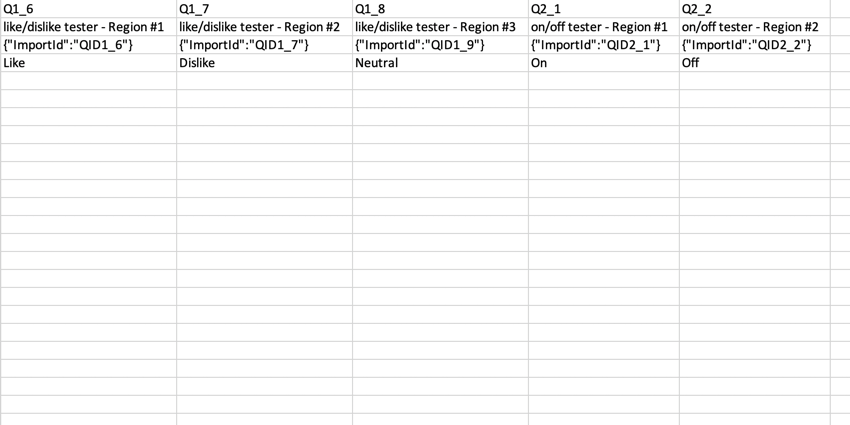 Q1_6 Q1_7 Q1_8 Q2_1 Q2_2
like/dislike tester - Region #1 like/dislike tester - Region #2 like/dislike tester - Region #3 on/off tester - Region #1 on/off tester - Region #2
{"ImportId":"QID1_6"} {"ImportId":"QID1_7"} {"ImportId":"QID1_9"} {"ImportId":"QID2_1"} {"ImportId":"QID2_2"}
Like Dislike Neutral On Off